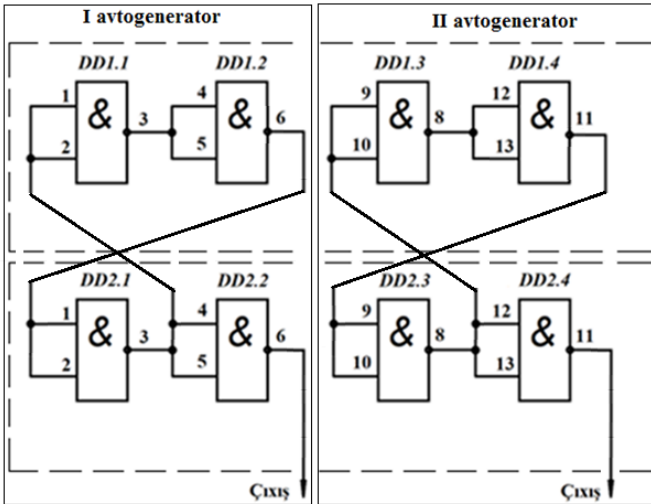 I avtogenerator
II avtogenerator
DD1.1 DD1.2
1 & 3 4 & 6
2 5
DD1.3 DD1.4
9 & 8 12 & 11
10 13
DD2.1 DD2.2
1 & 3 4 & 6
2 5
Çıxış
DD2.3 DD2.4
9 & 8 12 & 11
10 13
Çıxış